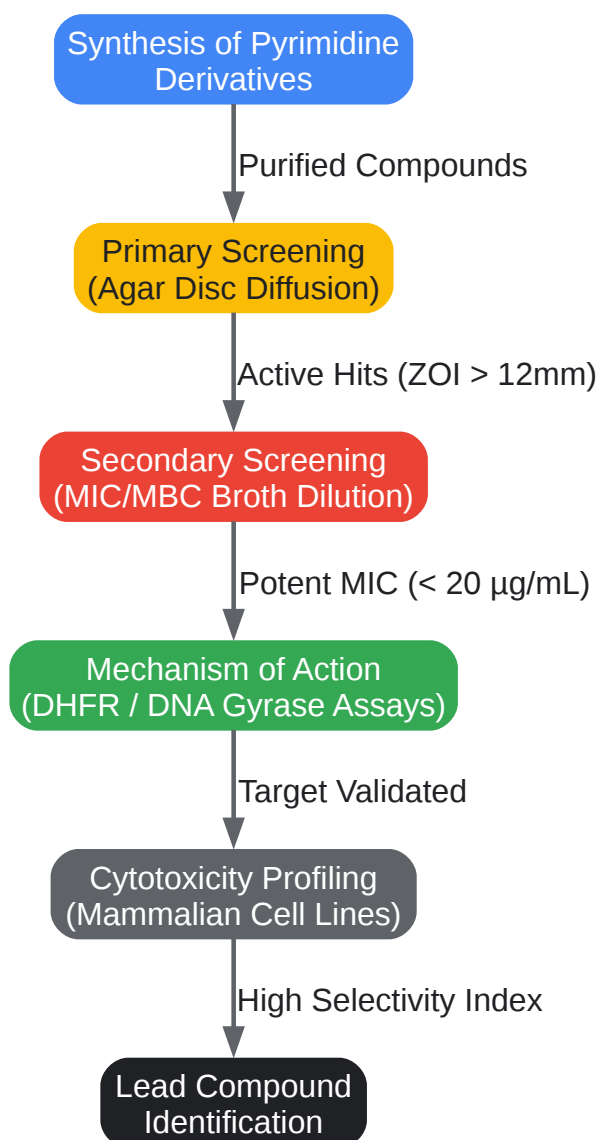 Synthesis of Pyrimidine
Derivatives
Purified Compounds
Primary Screening
(Agar Disc Diffusion)
Active Hits (ZOI > 12mm)
Secondary Screening
(MIC/MBC Broth Dilution)
Potent MIC (< 20 µg/mL)
Mechanism of Action
(DHFR / DNA Gyrase Assays)
Target Validated
Cytotoxicity Profiling
(Mammalian Cell Lines)
High Selectivity Index
Lead Compound
Identification